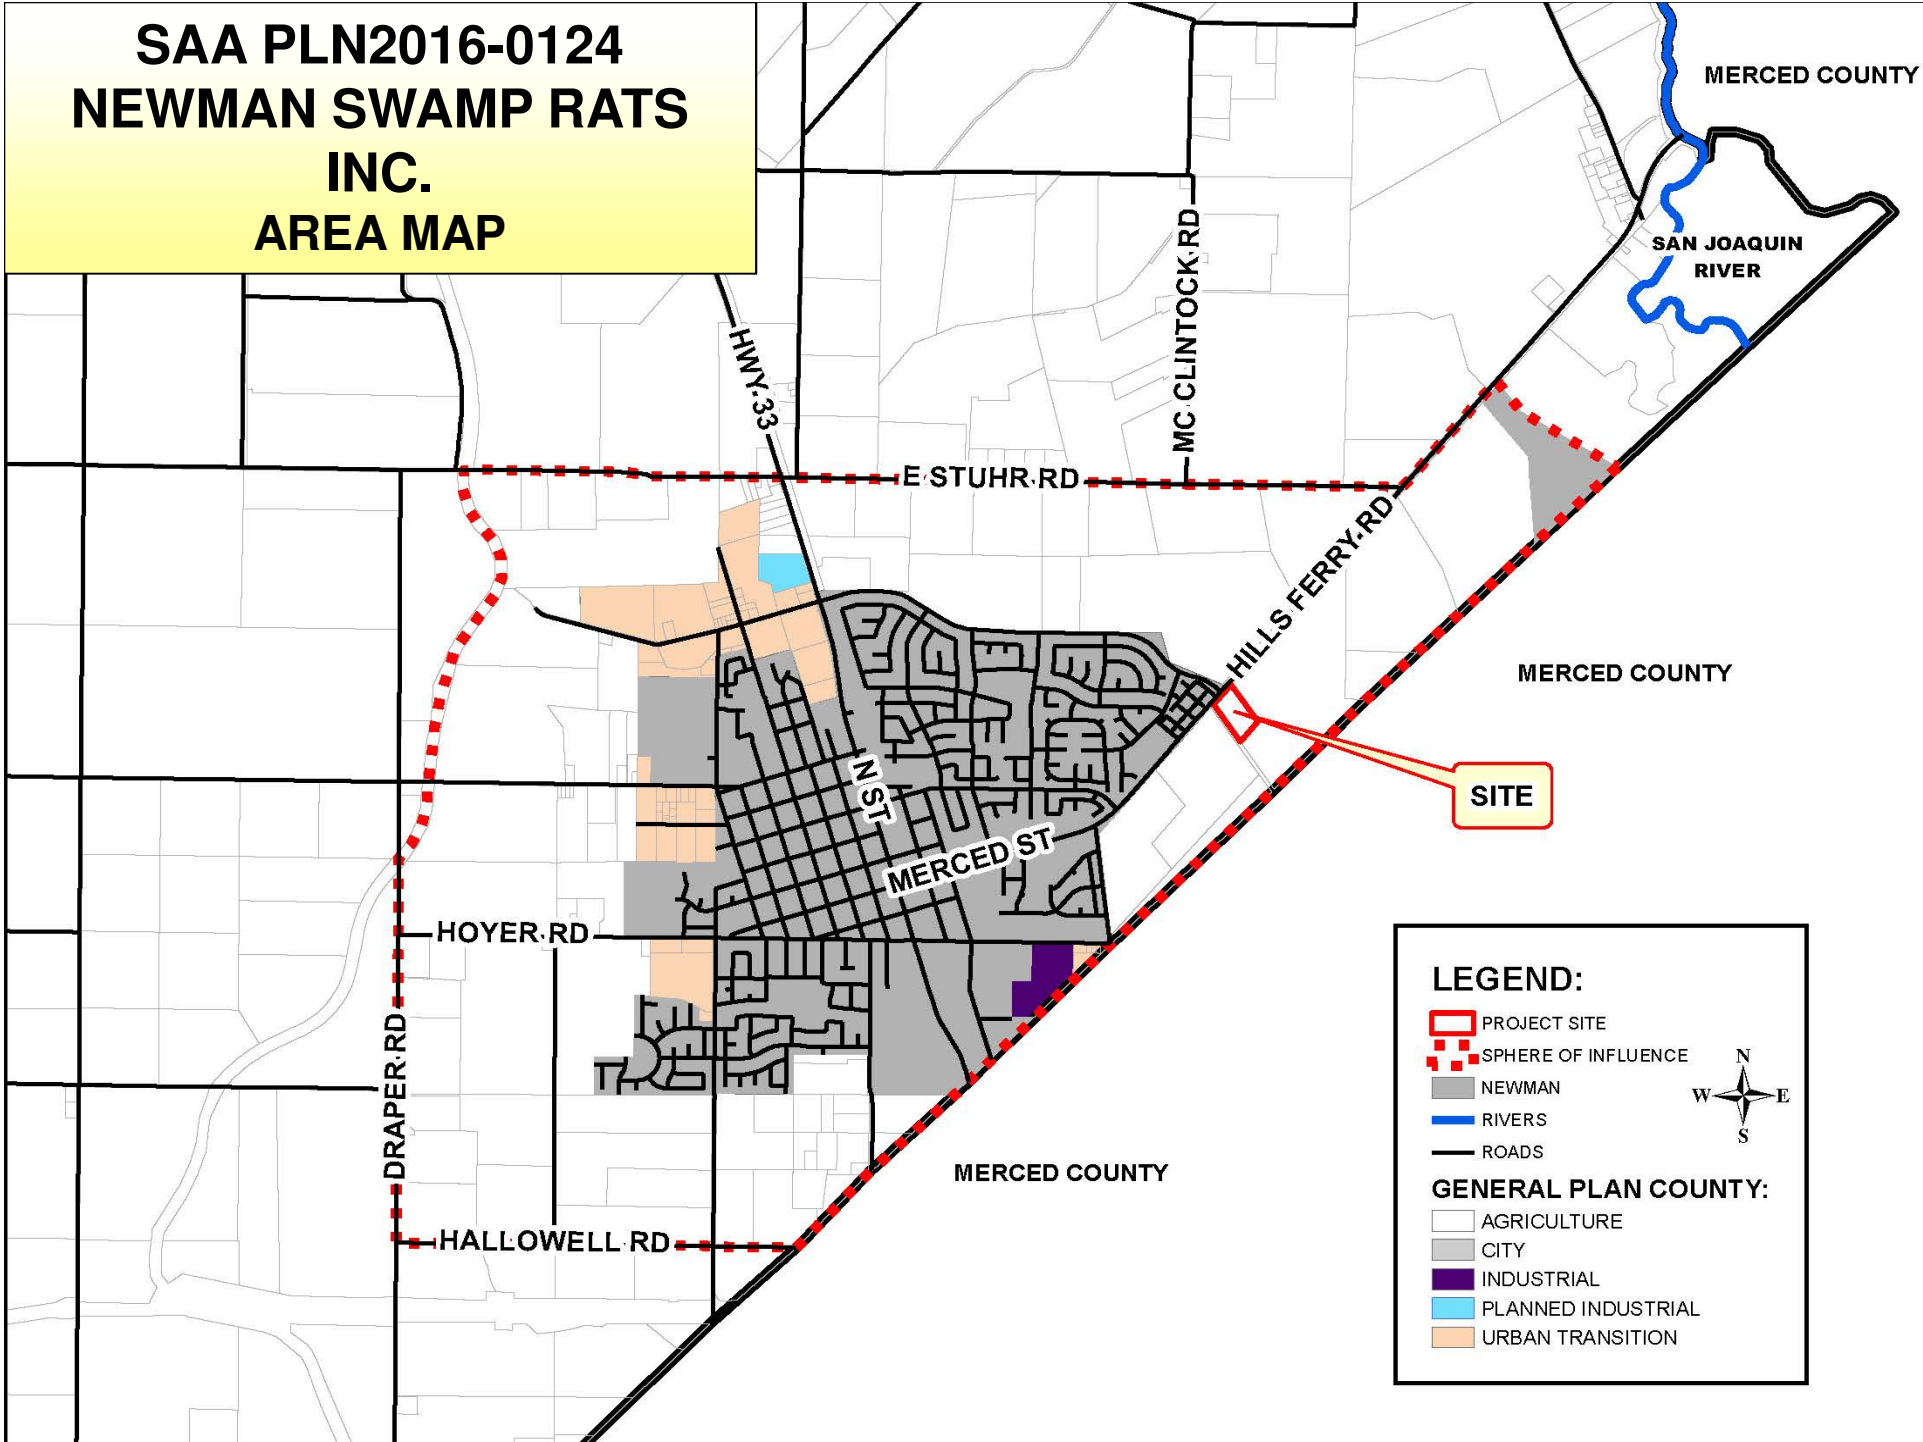 SAA PLN2016-0124
NEWMAN SWAMP RATS
INC.
AREA MAP
MERCED COUNTY
SAN JOAQUIN
RIVER
MC CLINTOCK RD
HWY 33
E STUHR RD
HILLS FERRY RD
MERCED COUNTY
SITE
N ST
MERCED ST
HOYER RD
DRAPER RD
MERCED COUNTY
HALLOWELL RD
LEGEND:
PROJECT SITE
SPHERE OF INFLUENCE
NEWMAN
RIVERS
ROADS
N
W E
S
GENERAL PLAN COUNTY:
AGRICULTURE
CITY
INDUSTRIAL
PLANNED INDUSTRIAL
URBAN TRANSITION